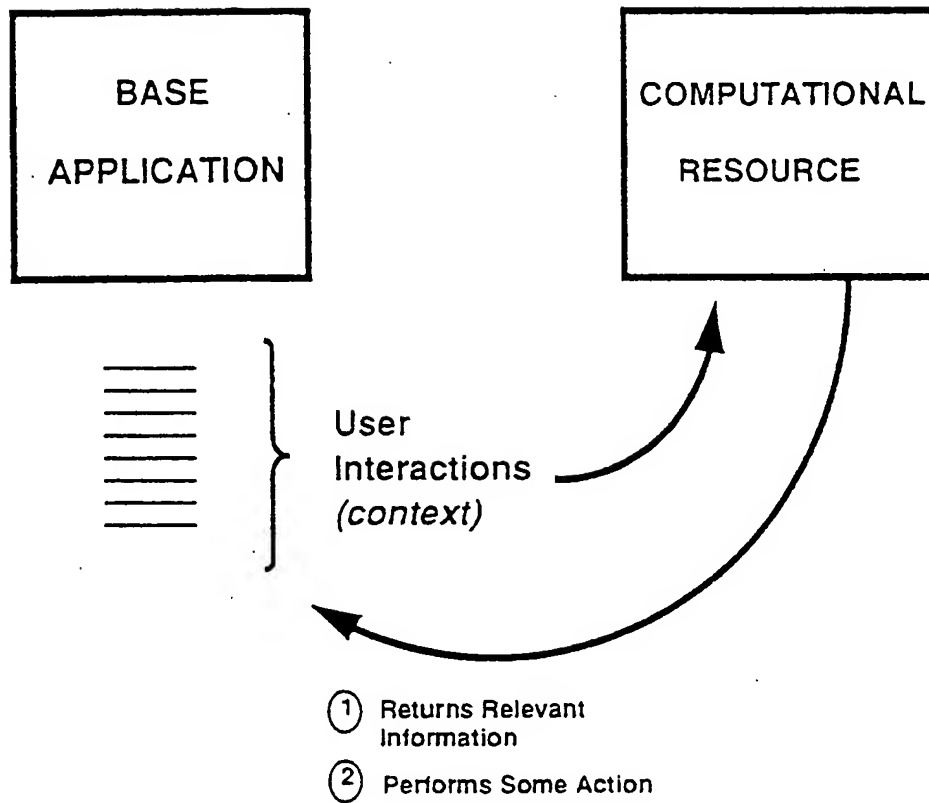 BASE
APPLICATION
COMPUTATIONAL
RESOURCE
User
Interactions
(context)
1 Returns Relevant
Information
2 Performs Some Action